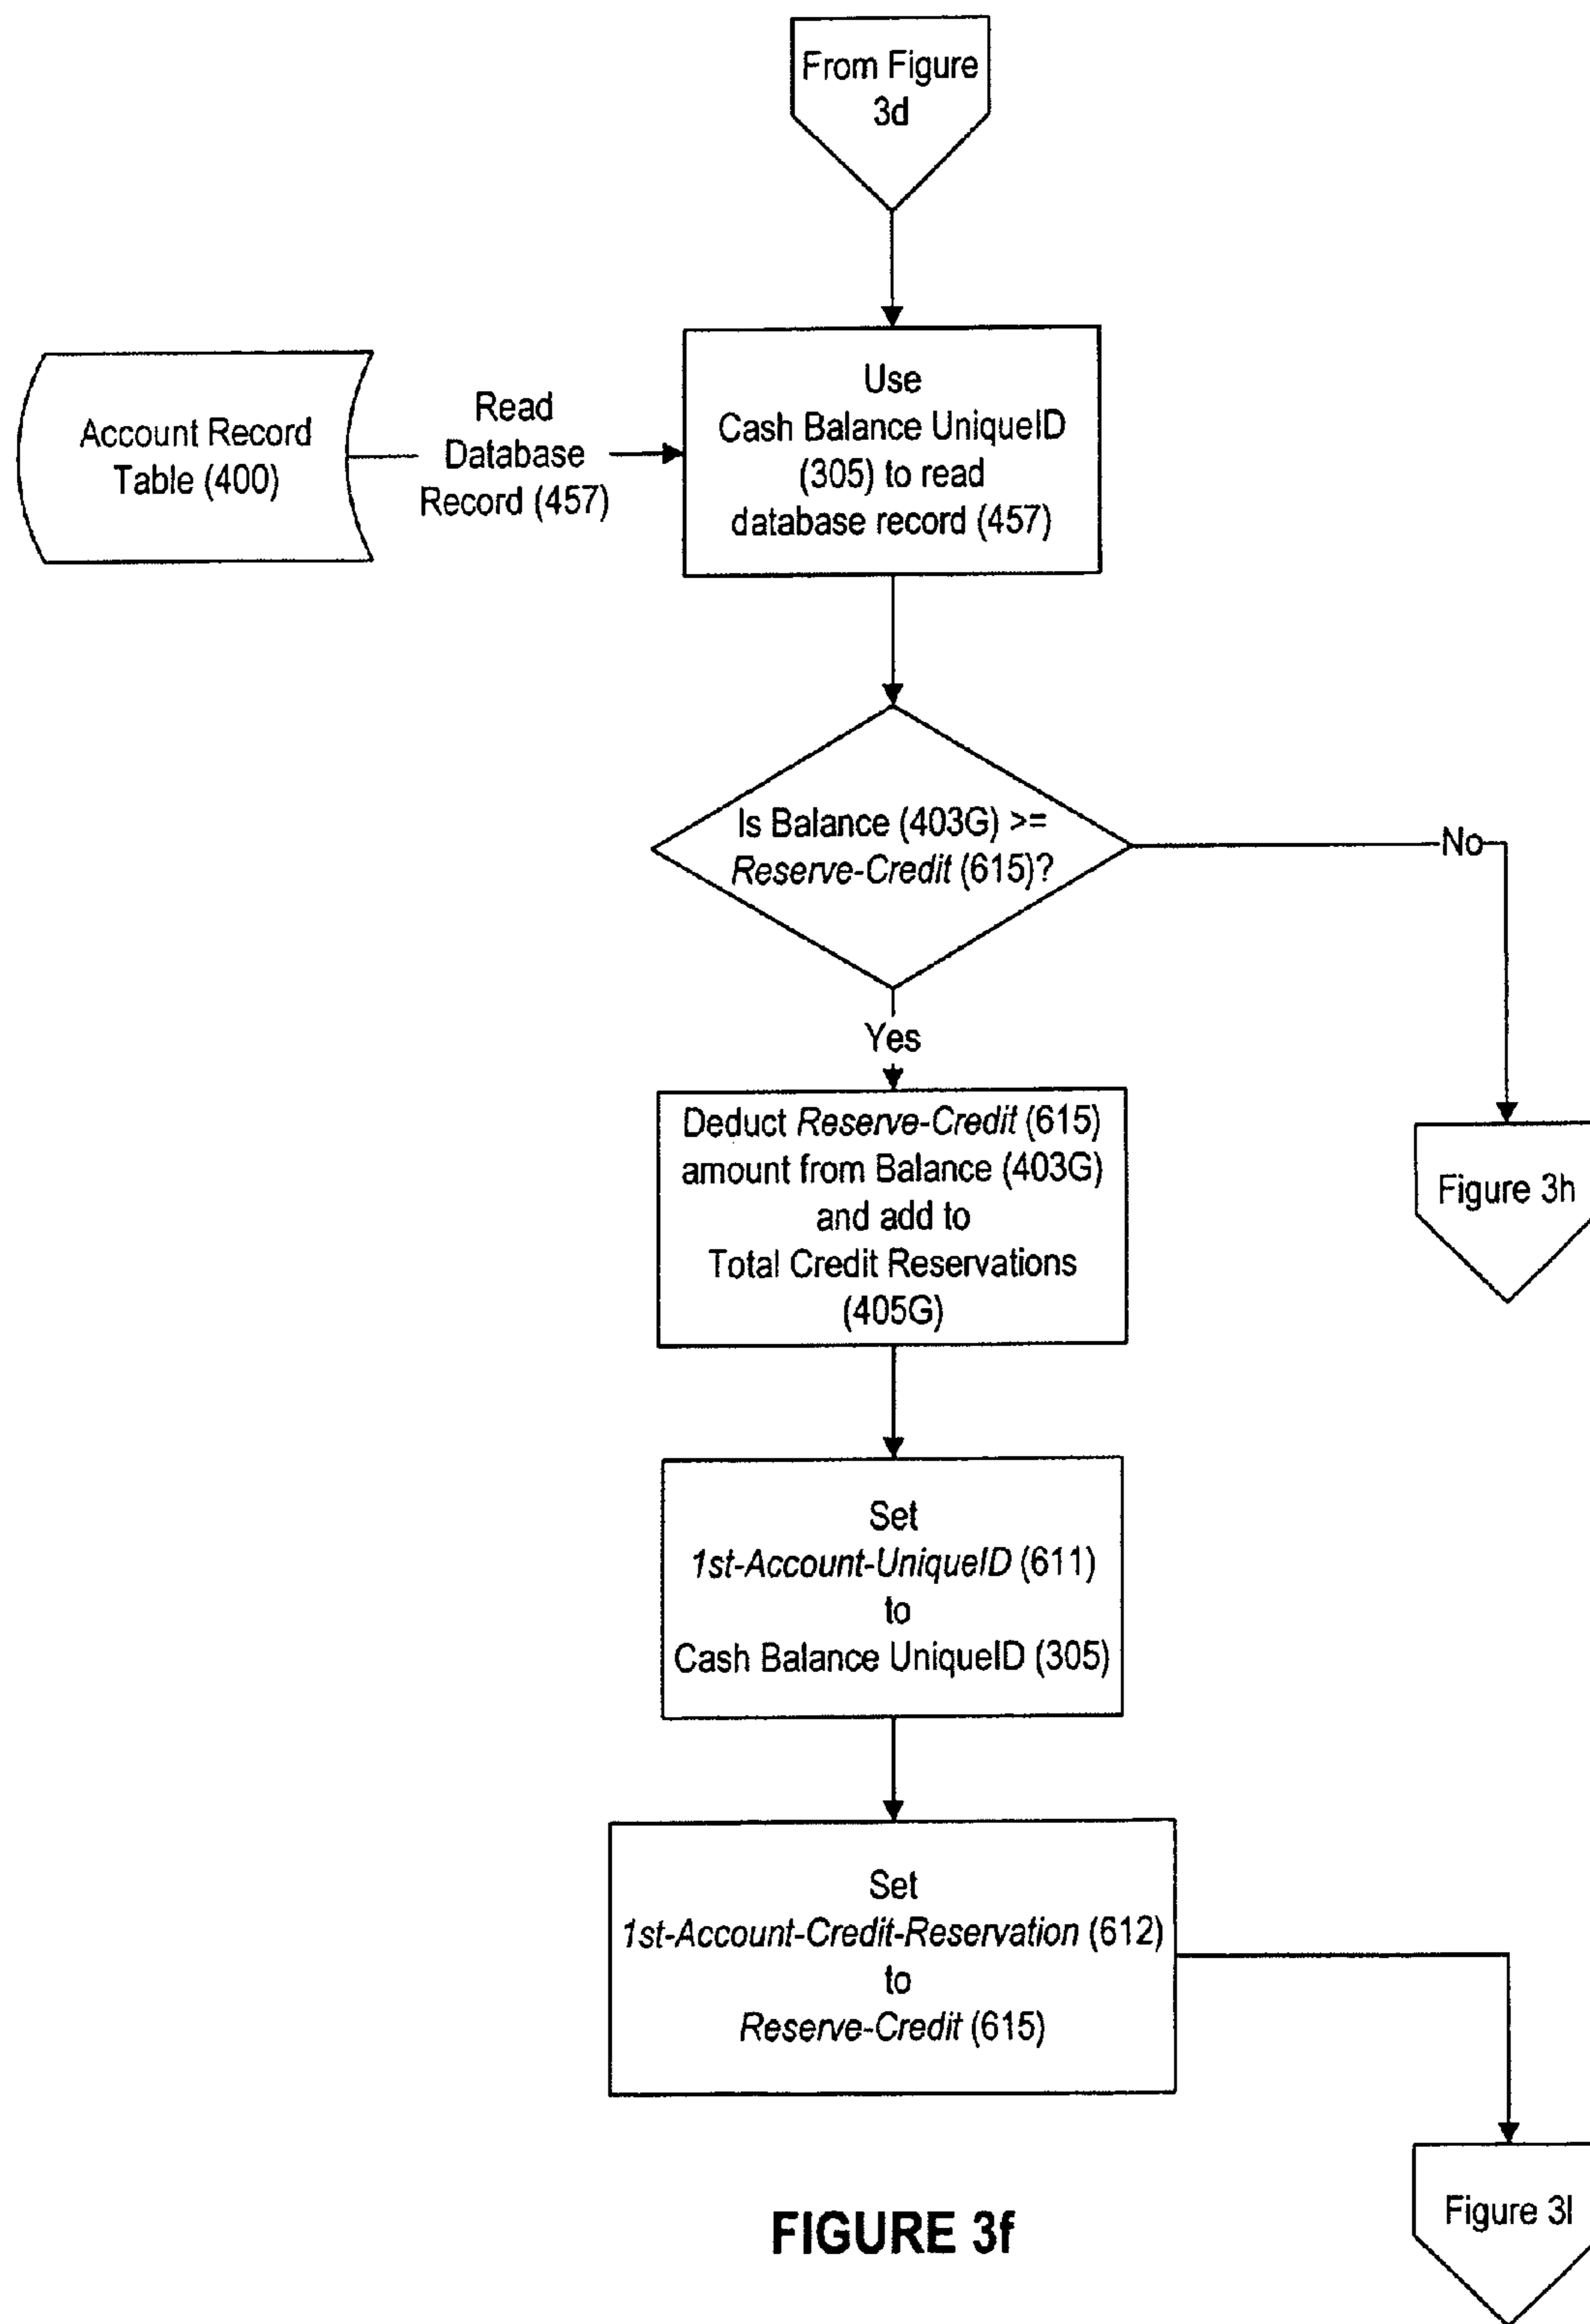 From Figure
3d
Account Record
Table (400)
Read
Database
Record (457)
Use
Cash Balance UniqueID
(305) to read
database record (457)
Is Balance (403G) >=
Reserve-Credit (615)?
No
Yes
Deduct Reserve-Credit (615)
amount from Balance (403G)
and add to
Total Credit Reservations
(405G)
Figure 3h
Set
1st-Account-UniqueID (611)
to
Cash Balance UniqueID (305)
Set
1st-Account-Credit-Reservation (612)
to
Reserve-Credit (615)
Figure 3l
FIGURE 3f